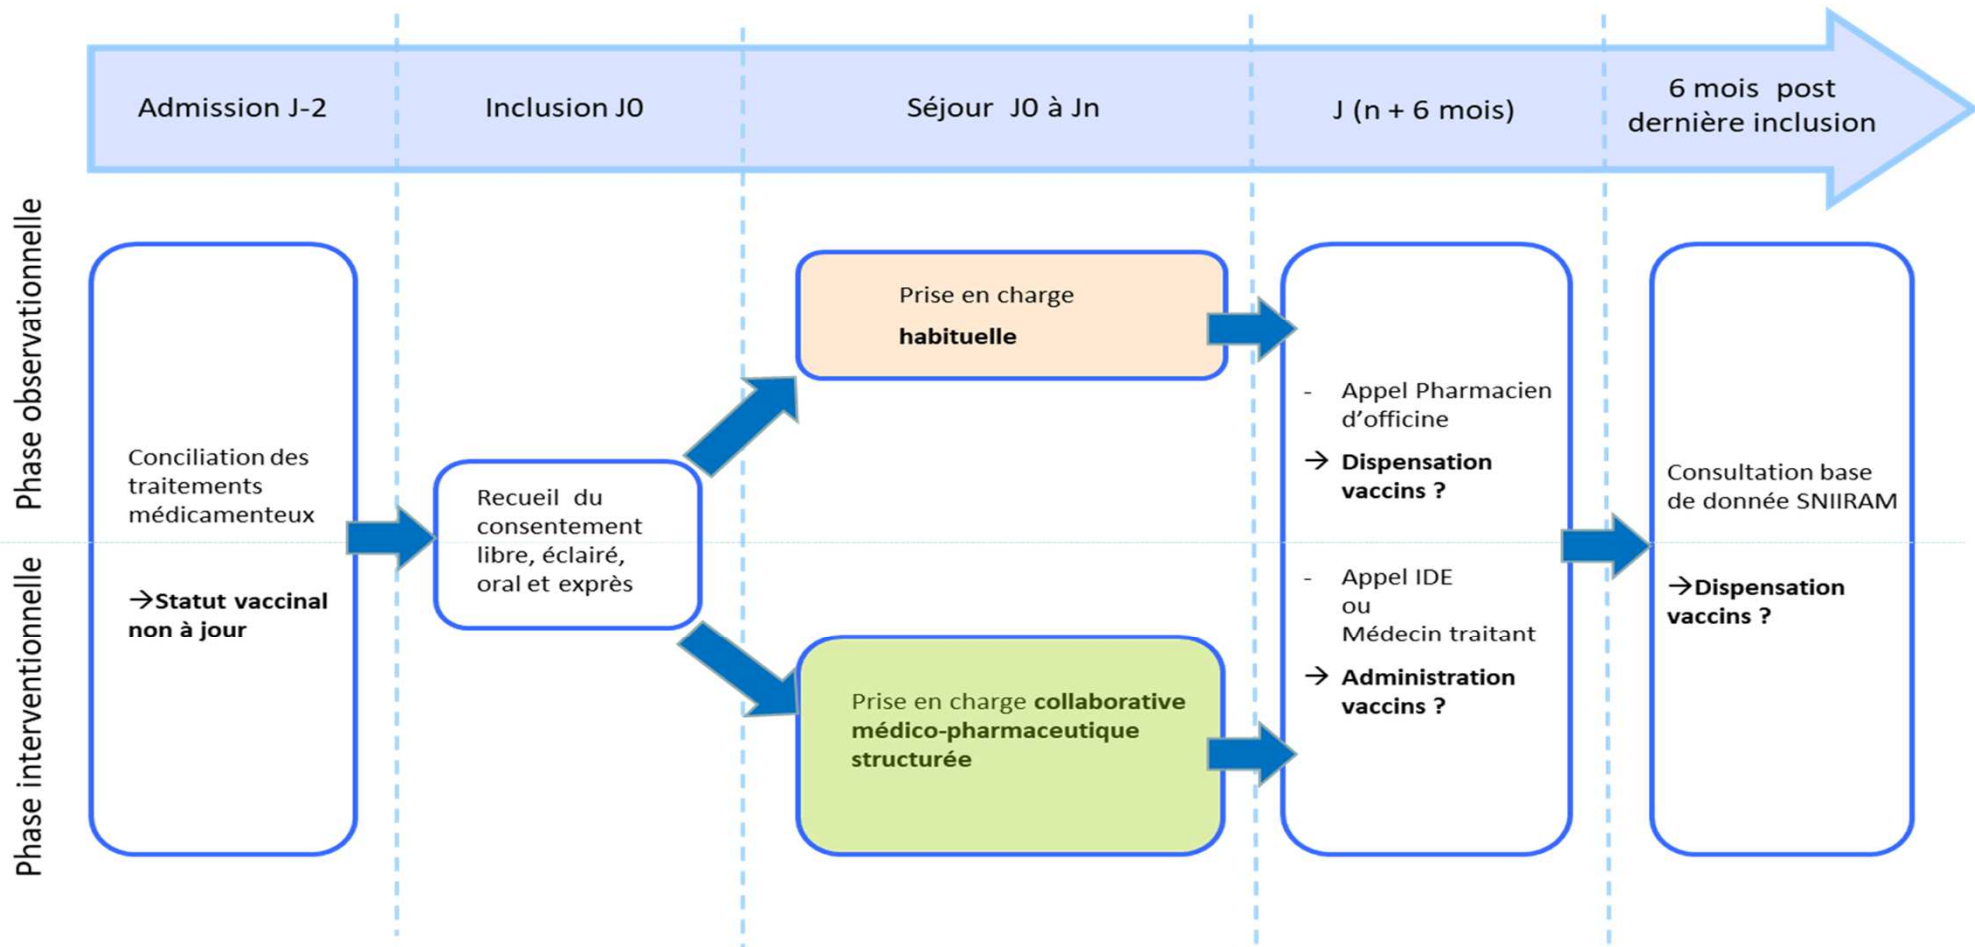 Admission J-2
Inclusion J0
Séjour J0 à Jn
J (n + 6 mois)
6 mois post
dernière inclusion
Phase observationnelle
Phase interventionnelle
Conciliation des
traitements
médicamenteux
→Statut vaccinal
non à jour
Recueil du
consentement
libre, éclairé,
oral et exprès
Prise en charge
habituelle
Prise en charge collaborative
médico-pharmaceutique
structurée
- Appel Pharmacien
d’officine
→ Dispensation
vaccins ?
- Appel IDE
ou
Médecin traitant
→ Administration
vaccins ?
Consultation base
de donnée SNIIRAM
→Dispensation
vaccins ?